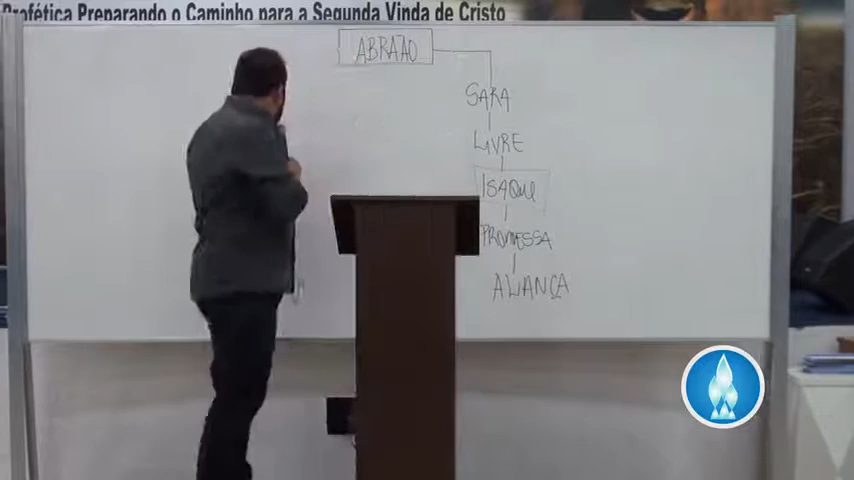 Profética Preparando o Caminho para a Segunda Vinda de Cristo
ABRAÃO
SARA
LIVRE
ISAQUE
PROMESSA
ALIANÇA